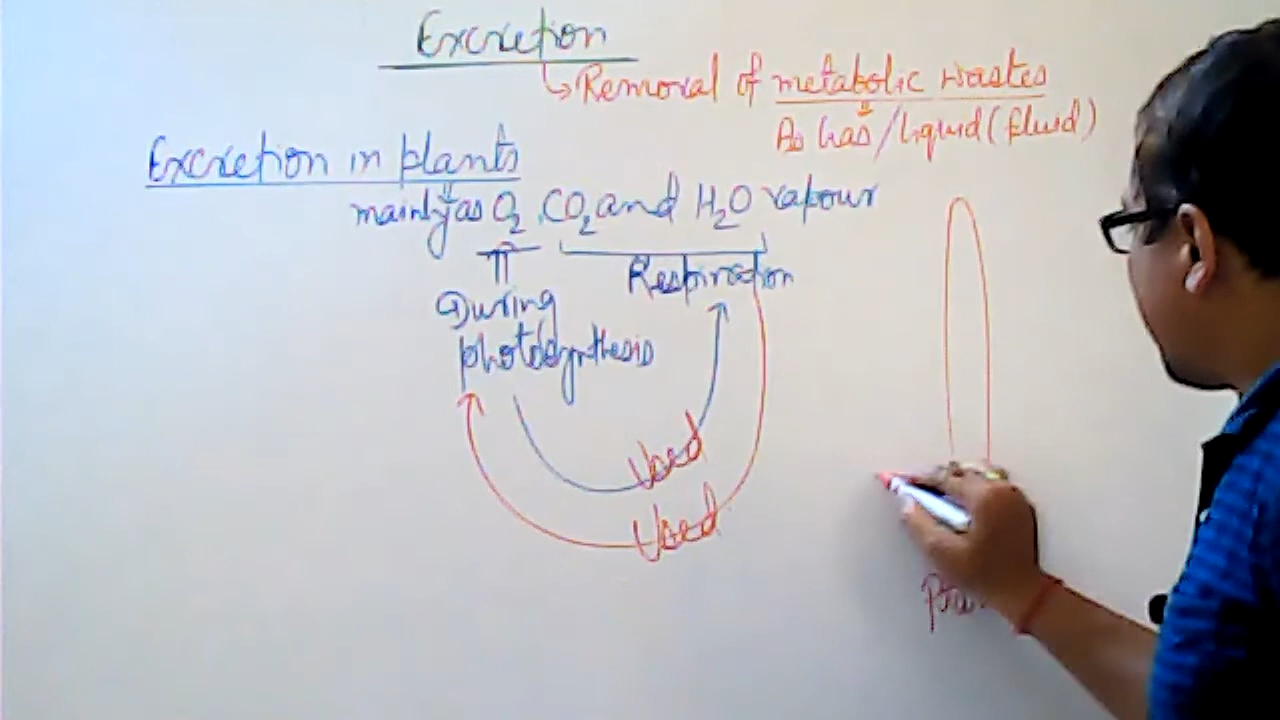 Excretion
Removal of metabolic wastes
As Gas/liquid (fluid)
Excretion in plants
mainly as O2, CO2 and H2O vapour
Respiration
During
photosynthesis
Used
Used